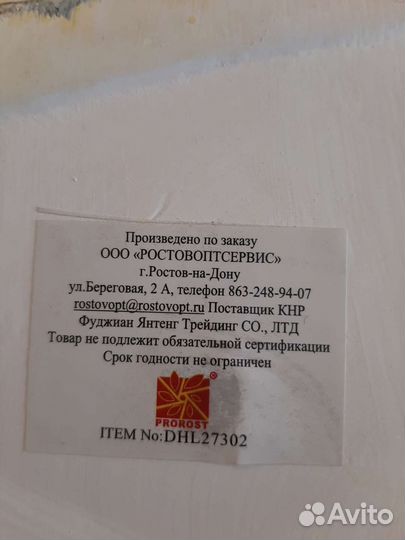 Произведено по заказу
ООО «РОСТОВОПТСЕРВИС»
г.Ростов-на-Дону
ул.Береговая, 2 А, телефон 863-248-94-07
rostovopt@rostovopt.ru Поставщик КНР
Фуджиан Янтенг Трейдинг СО., ЛТД
Товар не подлежит обязательной сертификации
Срок годности не ограничен
®
PROROST
ITEM No:DHL27302
Avito